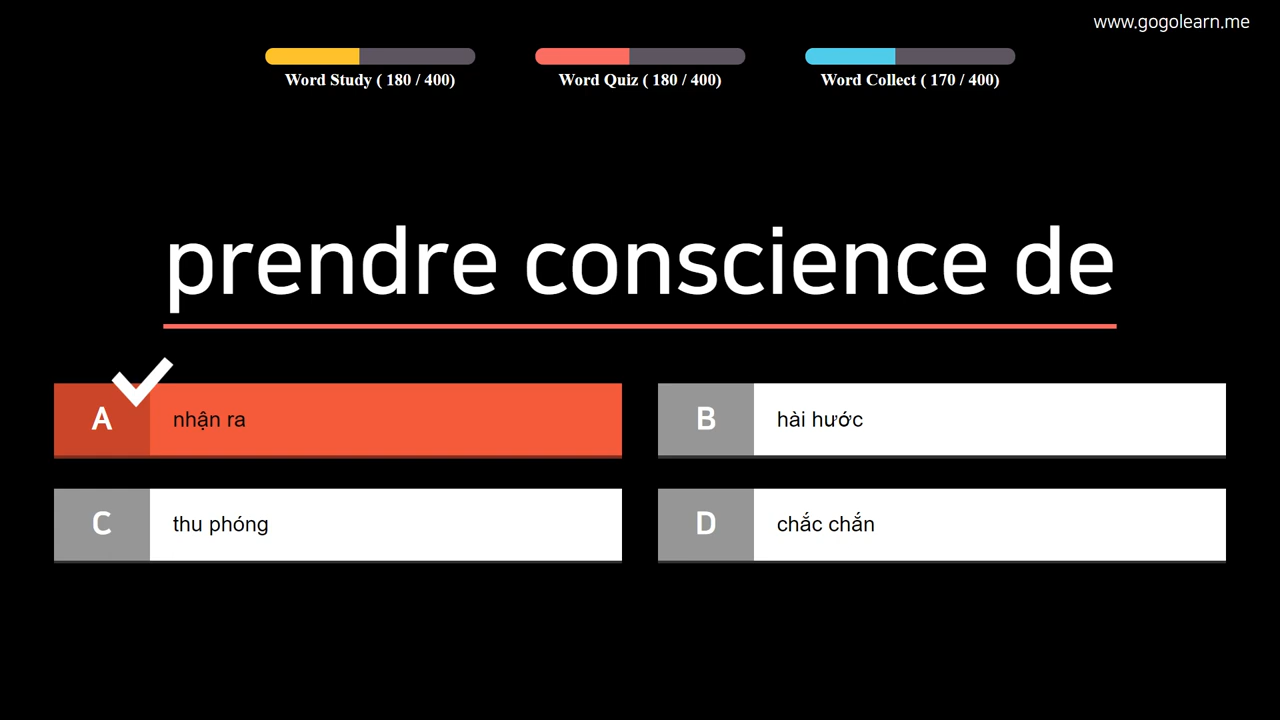 www.gogolearn.me
Word Study ( 180 / 400)
Word Quiz ( 180 / 400)
Word Collect ( 170 / 400)
prendre conscience de
A nhận ra
B hài hước
C thu phóng
D chắc chắn